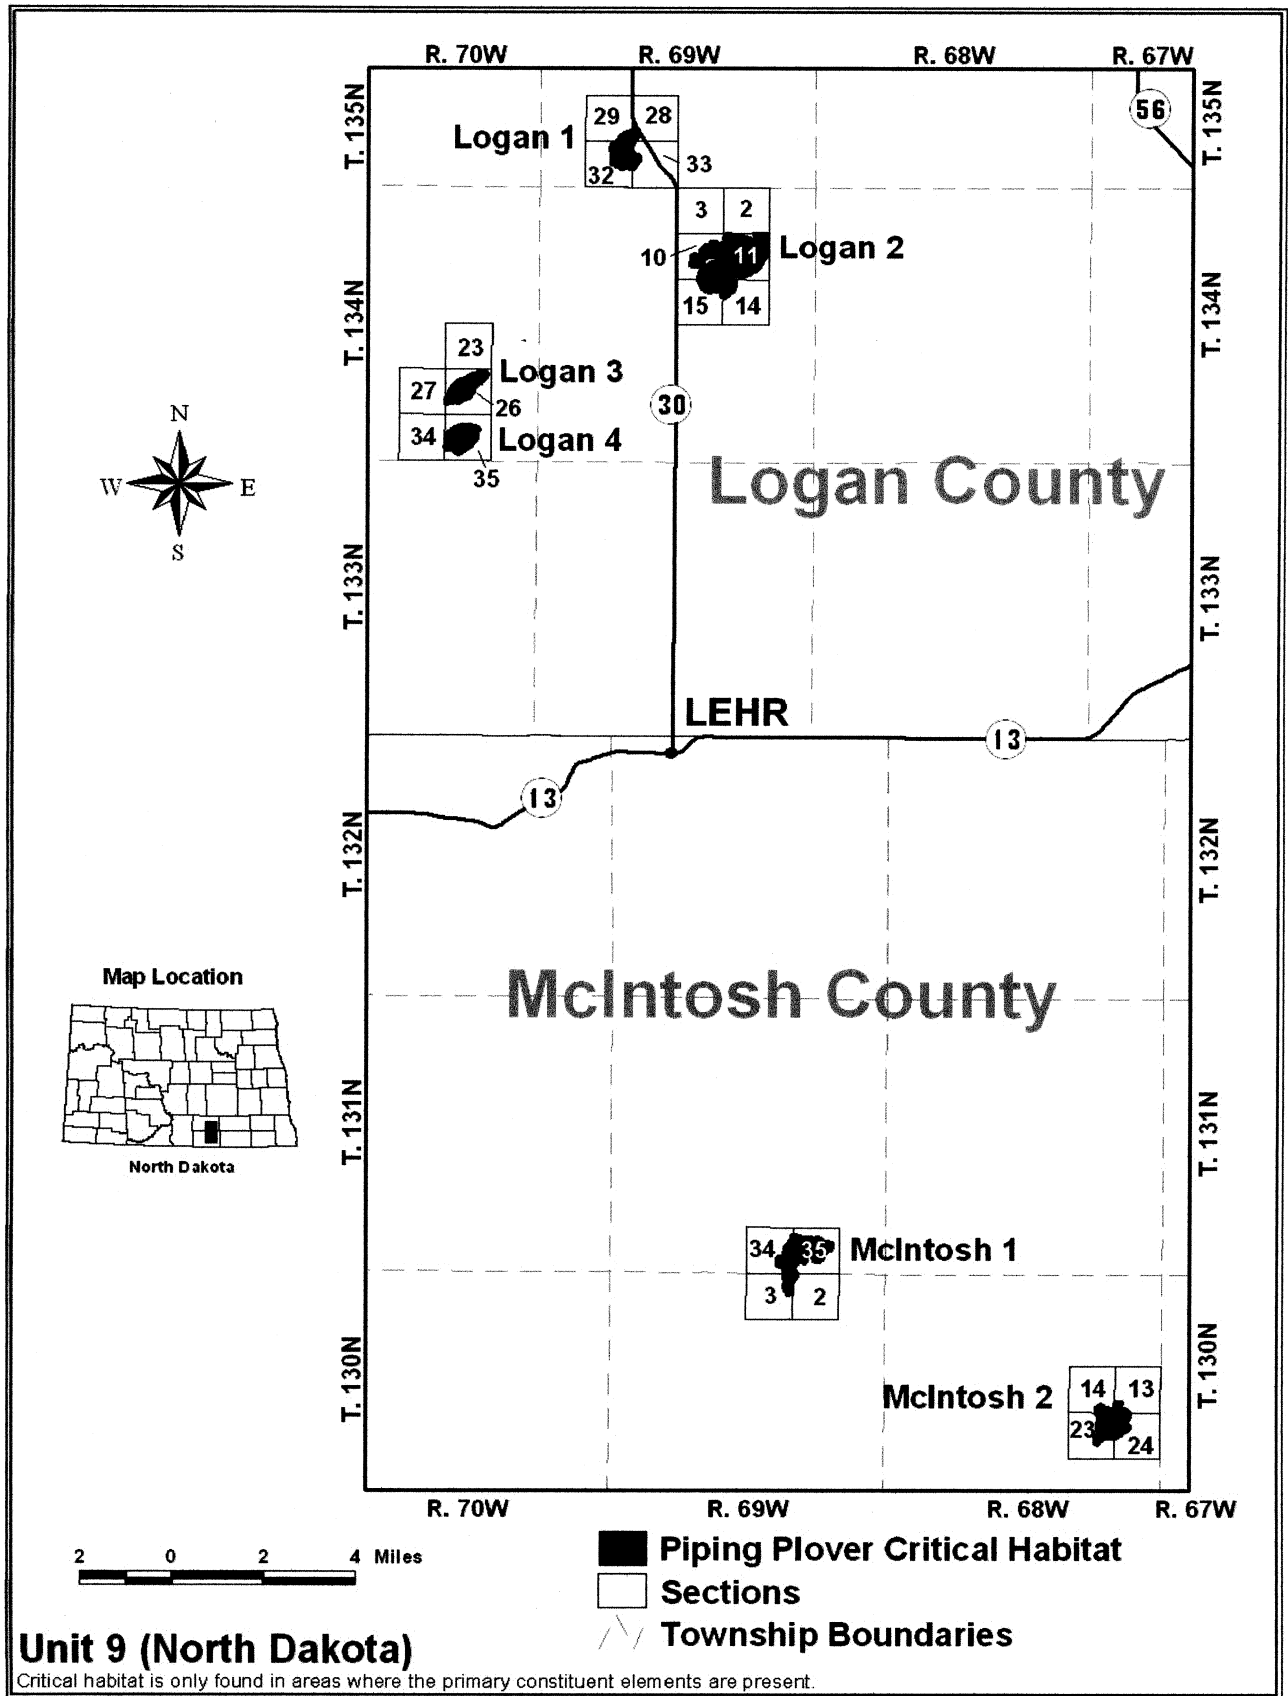 R. 70W R. 69W R. 68W R. 67W
T. 135N
T. 135N
56
29 28
Logan 1
32
33
3 2
10
11
Logan 2
15 14
T. 134N
T. 134N
23
Logan 3
27
26
30
34
Logan 4
35
Logan County
N
W E
S
T. 133N
T. 133N
LEHR
13
13
T. 132N
T. 132N
McIntosh County
Map Location
North Dakota
T. 131N
T. 131N
34 35
McIntosh 1
3 2
T. 130N
T. 130N
McIntosh 2
14 13
23
24
R. 70W R. 69W R. 68W R. 67W
2 0 2 4 Miles
Piping Plover Critical Habitat
Sections
Township Boundaries
Unit 9 (North Dakota)
Critical habitat is only found in areas where the primary constituent elements are present.